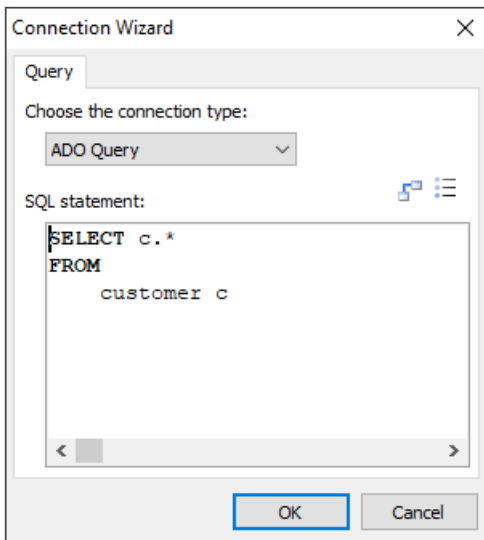 Connection Wizard
Query
Choose the connection type:
ADO Query
SQL statement:
SELECT c.*
FROM
    customer c
OK
Cancel